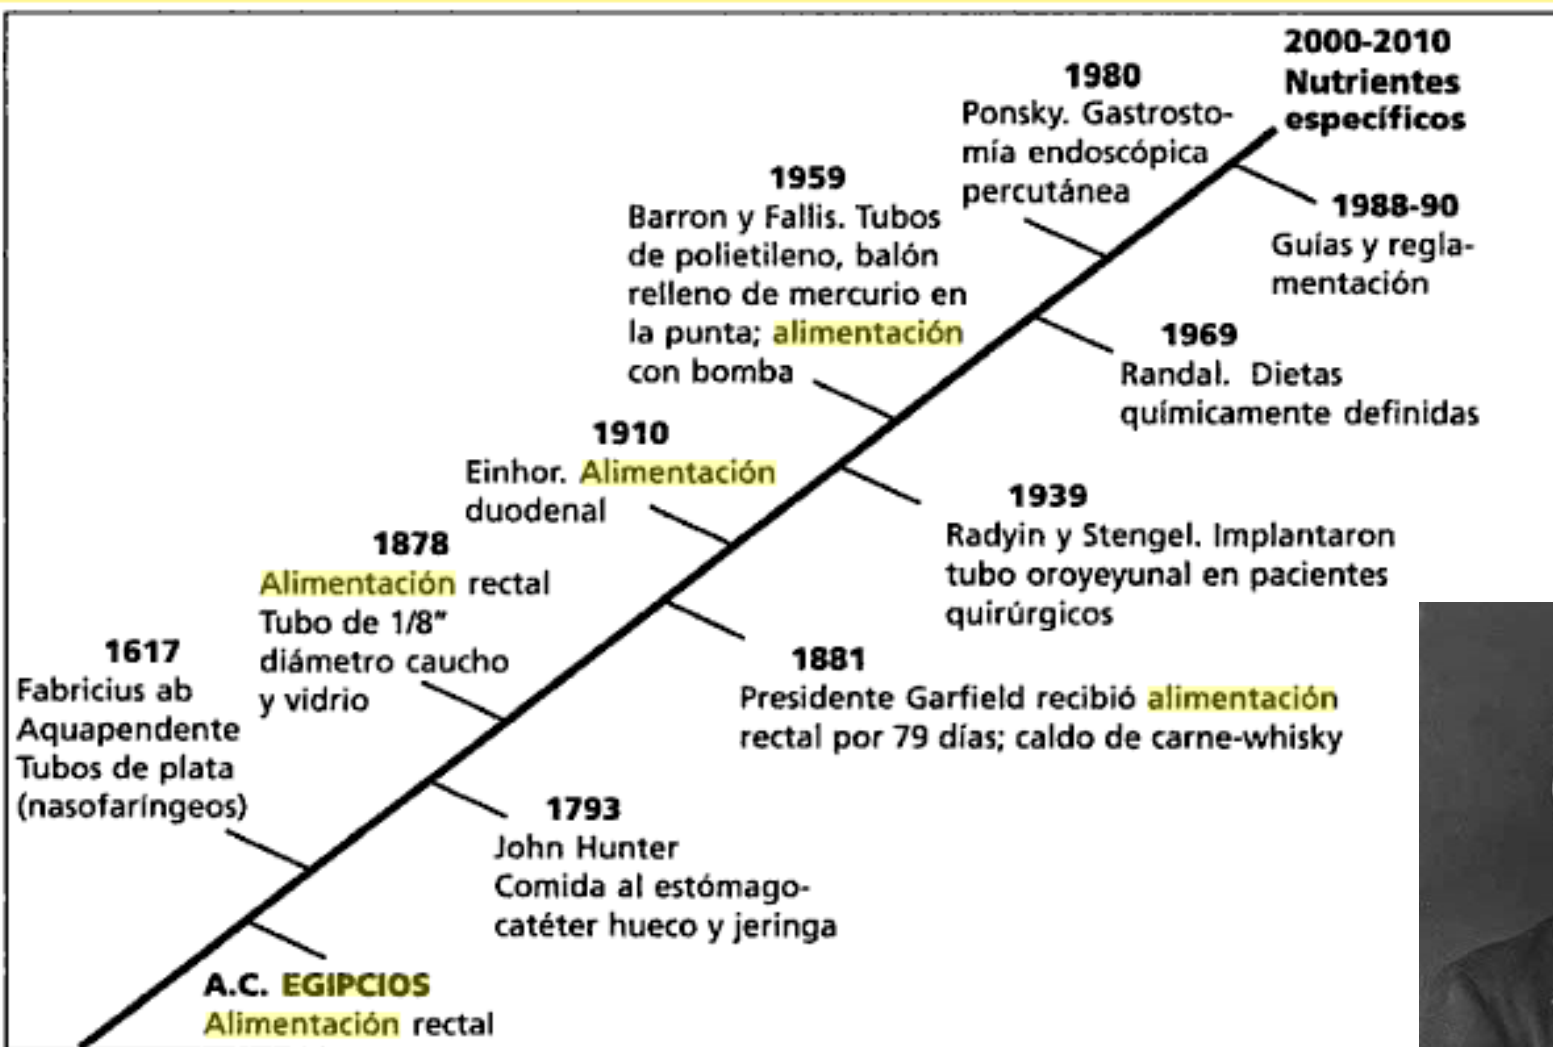 2000-2010
Nutrientes
específicos
1980
Ponsky. Gastrosto-
mía endoscópica
percutánea
1988-90
Guías y regla-
mentación
1959
Barron y Fallis. Tubos
de polietileno, balón
relleno de mercurio en
la punta; alimentación
con bomba
1969
Randal. Dietas
químicamente definidas
1910
Einhor. Alimentación
duodenal
1939
Radyin y Stengel. Implantaron
tubo oroyeyunal en pacientes
quirúrgicos
1878
Alimentación rectal
Tubo de 1/8"
diámetro caucho
y vidrio
1881
Presidente Garfield recibió alimentación
rectal por 79 días; caldo de carne-whisky
1617
Fabricius ab
Aquapendente
Tubos de plata
(nasofaríngeos)
1793
John Hunter
Comida al estómago-
catéter hueco y jeringa
A.C. EGIPCIOS
Alimentación rectal